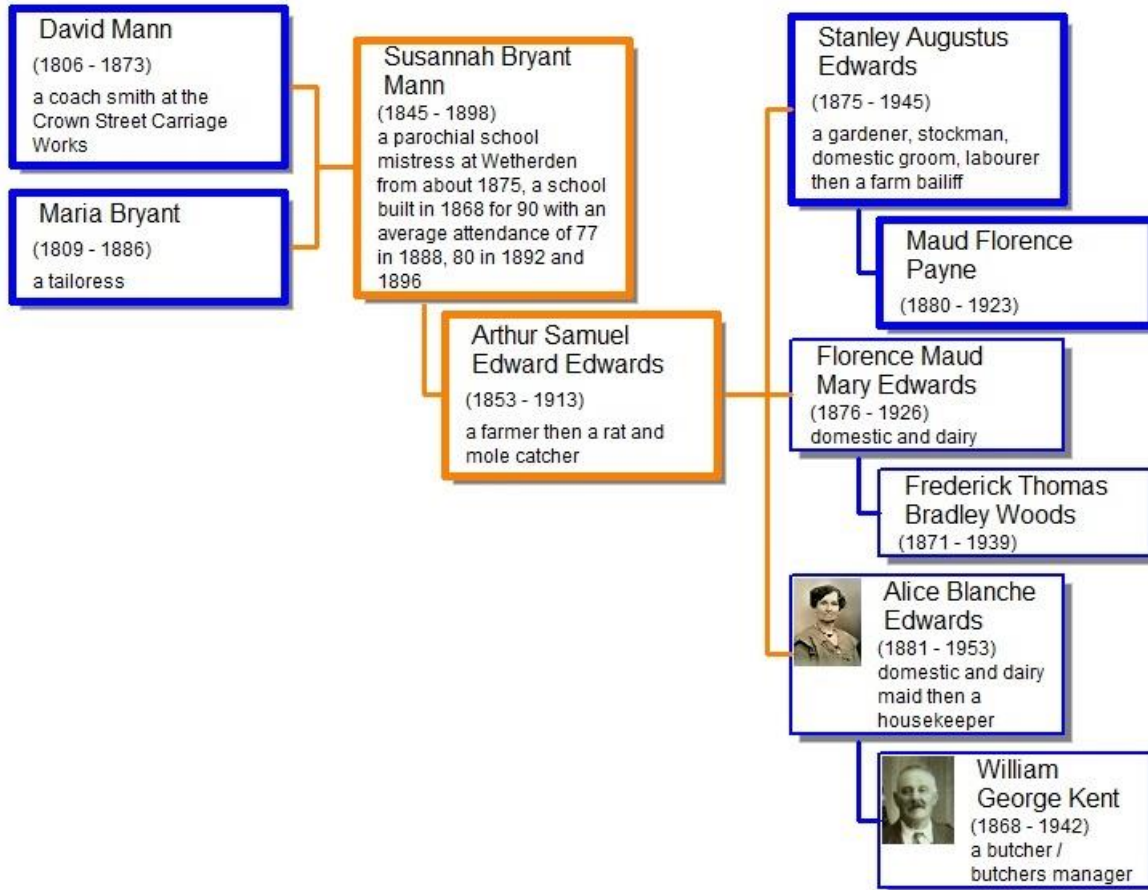 David Mann
(1806 - 1873)
a coach smith at the
Crown Street Carriage
Works
Maria Bryant
(1809 - 1886)
a tailoress
Susannah Bryant
Mann
(1845 - 1898)
a parochial school
mistress at Wetherden
from about 1875, a school
built in 1868 for 90 with an
average attendance of 77
in 1888, 80 in 1892 and
1896
Arthur Samuel
Edward Edwards
(1853 - 1913)
a farmer then a rat and
mole catcher
Stanley Augustus
Edwards
(1875 - 1945)
a gardener, stockman,
domestic groom, labourer
then a farm bailiff
Maud Florence
Payne
(1880 - 1923)
Florence Maud
Mary Edwards
(1876 - 1926)
domestic and dairy
Frederick Thomas
Bradley Woods
(1871 - 1939)
Alice Blanche
Edwards
(1881 - 1953)
domestic and dairy
maid then a
housekeeper
William
George Kent
(1868 - 1942)
a butcher /
butchers manager